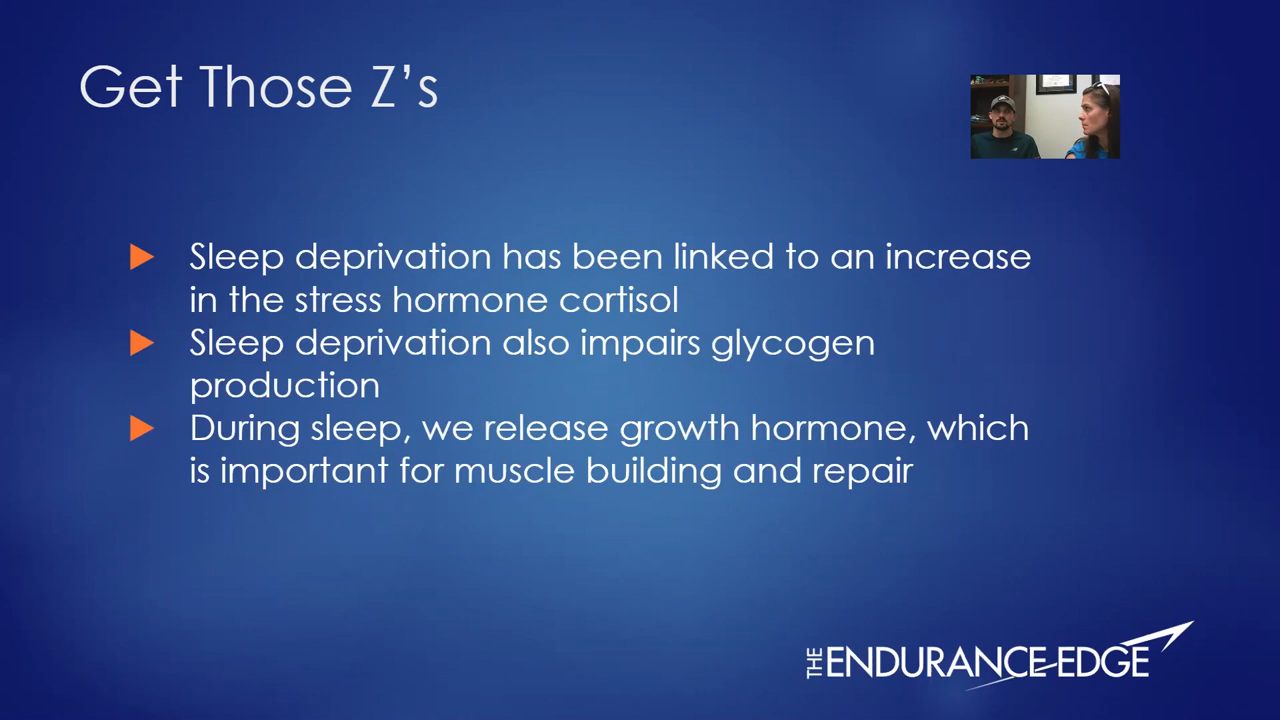 Get Those Z's
Sleep deprivation has been linked to an increase
in the stress hormone cortisol
Sleep deprivation also impairs glycogen
production
During sleep, we release growth hormone, which
is important for muscle building and repair
THE ENDURANCE EDGE